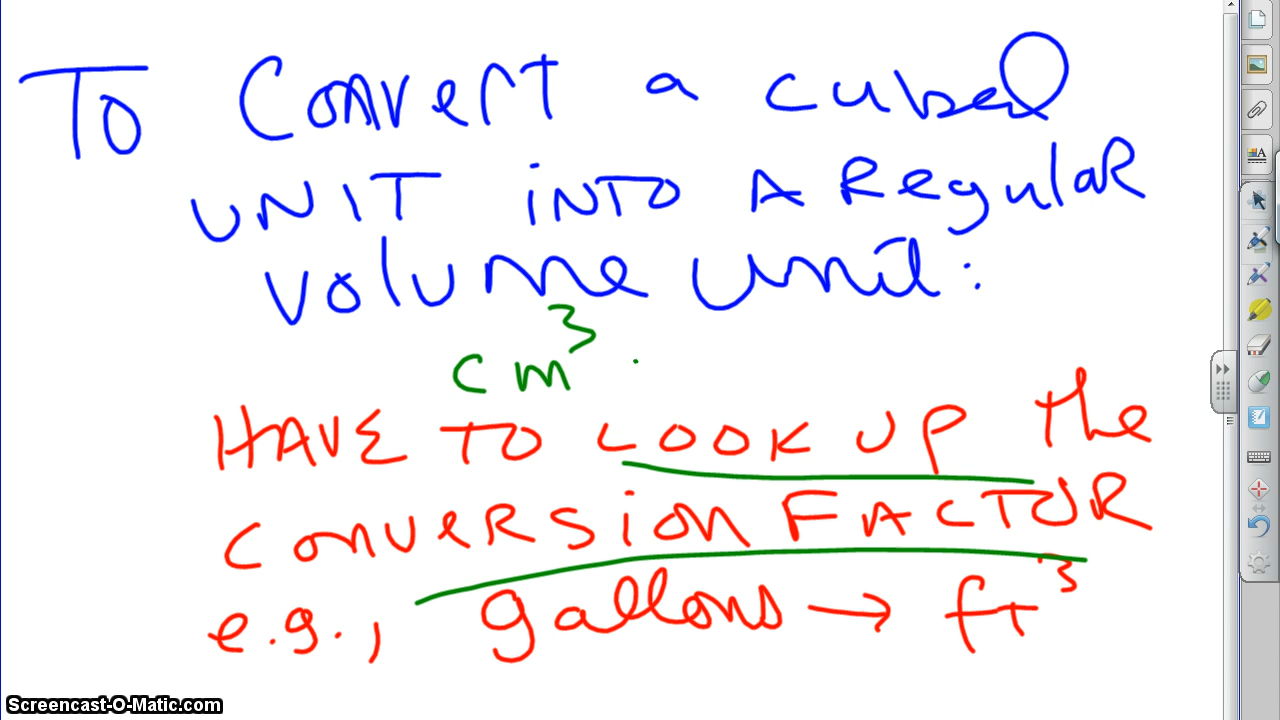 To Convert a cubed
UNIT INTO A Regular
Volume unit:
cm³ .
HAVE TO LOOK UP the
CONVERSION FACTOR
e.g., gallons → ft³
Screencast-O-Matic.com